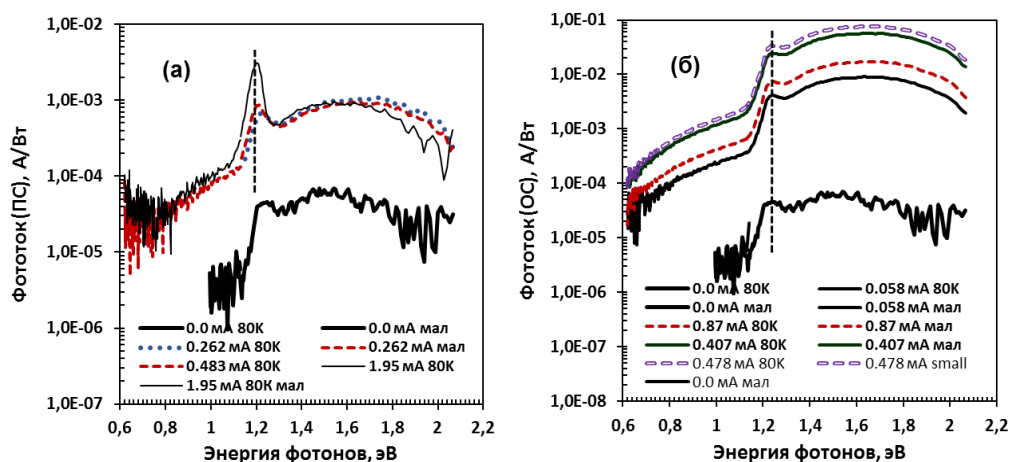 (а)
Фототок (ПС), А/Вт
1,0E-02
1,0E-03
1,0E-04
1,0E-05
1,0E-06
1,0E-07
0.0 мА 80К 0.0 мА мал
0.262 мА 80К 0.262 мА мал
0.483 мА 80К 1.95 мА 80К
1.95 мА 80К мал
0,6 0,8 1 1,2 1,4 1,6 1,8 2 2,2
Энергия фотонов, эВ
(б)
Фототок (ОС), А/Вт
1,0E-01
1,0E-02
1,0E-03
1,0E-04
1,0E-05
1,0E-06
1,0E-07
1,0E-08
0.0 мА 80К 0.058 мА 80К
0.0 мА мал 0.058 мА мал
0.87 мА 80К 0.87 мА мал
0.407 мА 80К 0.407 мА мал
0.478 мА 80К 0.478 мА small
0.0 мА мал
0,6 0,8 1 1,2 1,4 1,6 1,8 2 2,2
Энергия фотонов, эВ